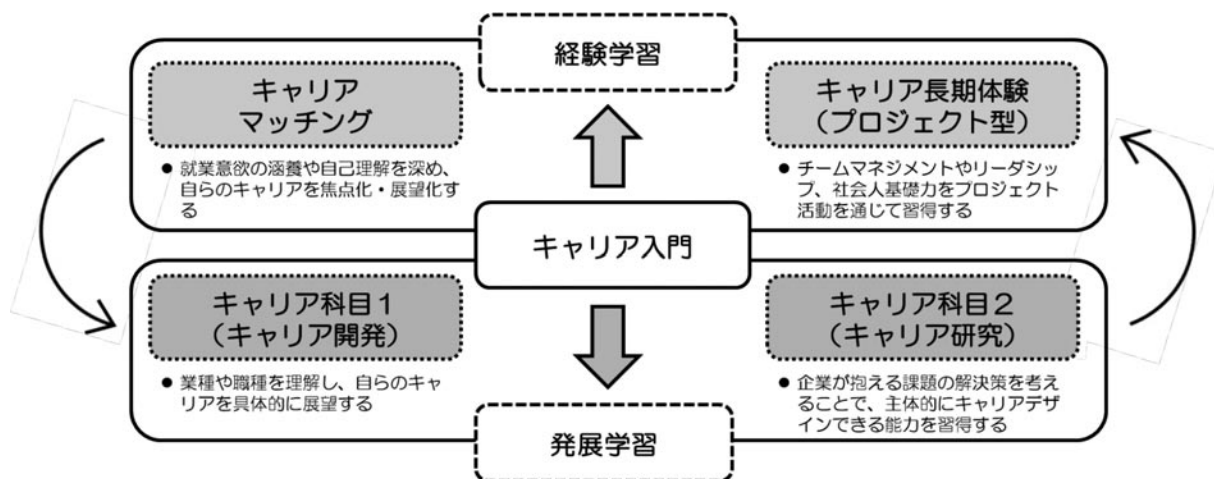 経験学習
キャリア
マッチング
● 就業意欲の涵養や自己理解を深め、
自らのキャリアを焦点化・展望化す
る
キャリア長期体験
（プロジェクト型）
● チームマネジメントやリーダシッ
プ、社会人基礎力をプロジェクト
活動を通じて習得する
キャリア入門
キャリア科目１
（キャリア開発）
● 業種や職種を理解し、自らのキャ
リアを具体的に展望する
キャリア科目２
（キャリア研究）
● 企業が抱える課題の解決策を考え
ることで、主体的にキャリアデザ
インできる能力を習得する
発展学習